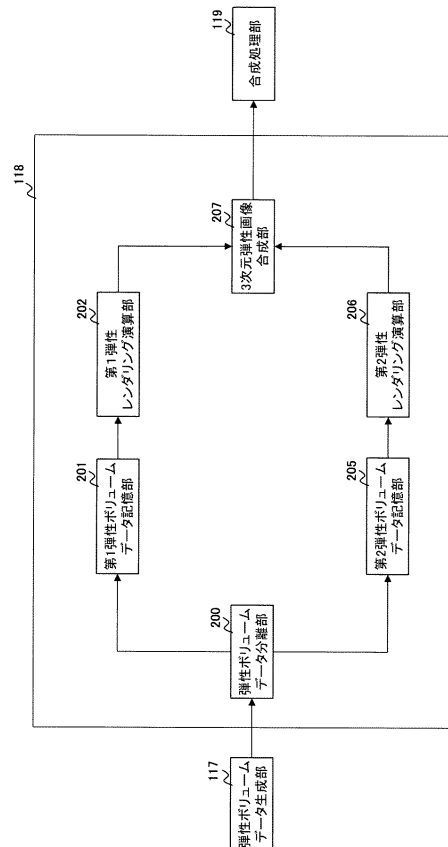 118
117
弾性ボリューム
データ生成部
200
弾性ボリューム
データ分離部
201
第1弾性ボリューム
データ記憶部
202
第1弾性
レンダリング演算部
205
第2弾性ボリューム
データ記憶部
206
第2弾性
レンダリング演算部
207
3次元弾性画像
合成部
119
合成処理部